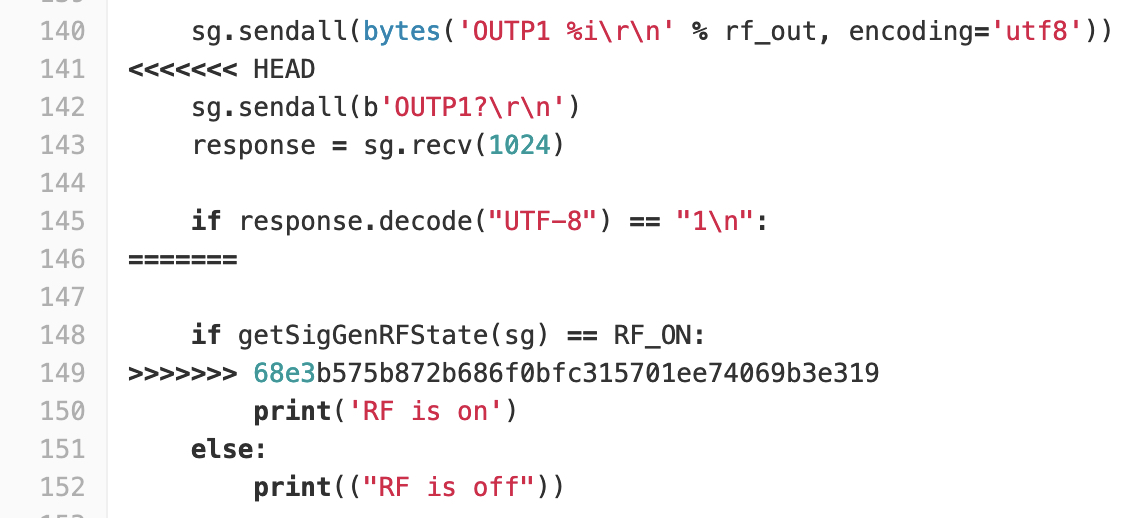 140 sg.sendall(bytes('OUTP1 %i\r\n' % rf_out, encoding='utf8'))
141 <<<<<<< HEAD
142 sg.sendall(b'OUTP1?\r\n')
143 response = sg.recv(1024)
144
145 if response.decode("UTF-8") == "1\n":
146 =======
147
148 if getSigGenRFState(sg) == RF_ON:
149 >>>>>>> 68e3b575b872b686f0bfc315701ee74069b3e319
150 print('RF is on')
151 else:
152 print(("RF is off"))